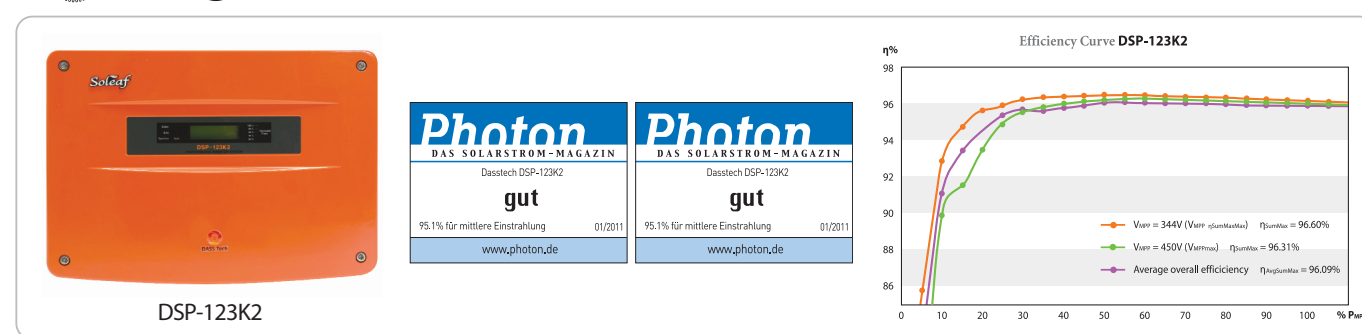 Soleaf
DSP-123K2
DASS Tech
DSP-123K2
Photon
DAS SOLARSTROM-MAGAZIN
Dasstech DSP-123K2
gut
95.1% für mittlere Einstrahlung 01/2011
www.photon.de
Photon
DAS SOLARSTROM-MAGAZIN
Dasstech DSP-123K2
gut
95.1% für mittlere Einstrahlung 01/2011
www.photon.de
Efficiency Curve DSP-123K2
η%
98
96
94
92
90
88
86
VMPP = 344V (VMPP ηSumMaxMax) ηSumMax = 96.60%
VMPP = 450V (VMPPmax) ηSumMax = 96.31%
Average overall efficiciency ηAvgSumMax = 96.09%
0 10 20 30 40 50 60 70 80 90 100 % PMP